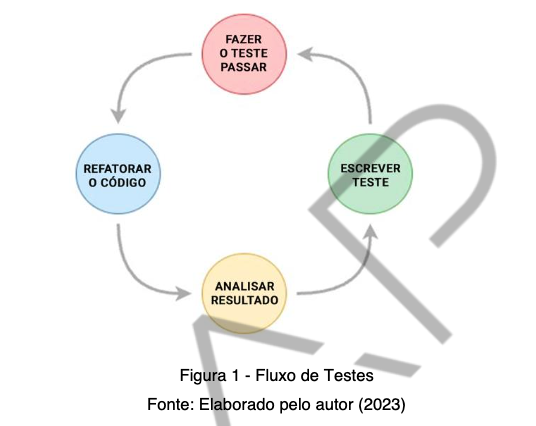 FAZER
O TESTE
PASSAR
REFATORAR
O CÓDIGO
ESCREVER
TESTE
ANALISAR
RESULTADO
Figura 1 - Fluxo de Testes
Fonte: Elaborado pelo autor (2023)